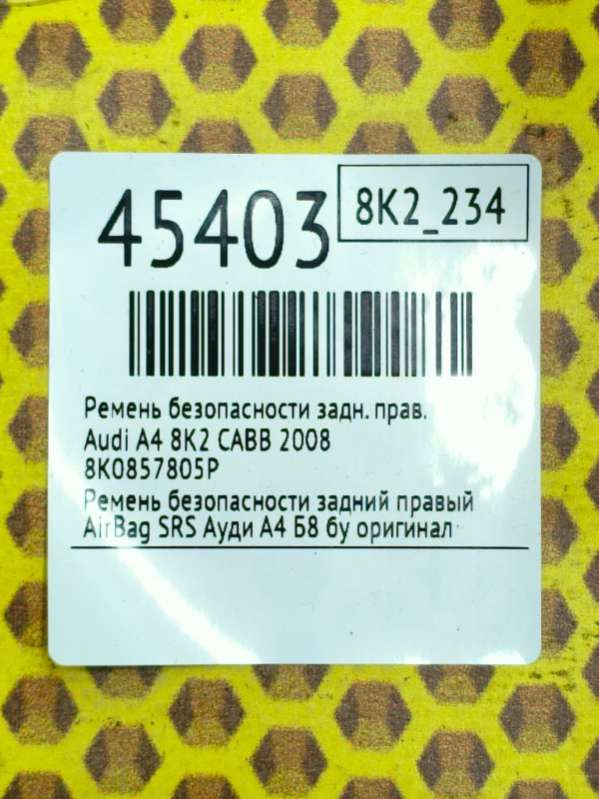 45403
8K2_234
Ремень безопасности задн. прав.
Audi A4 8K2 CABB 2008
8K0857805P
Ремень безопасности задний правый
AirBag SRS Ауди А4 Б8 бу оригинал